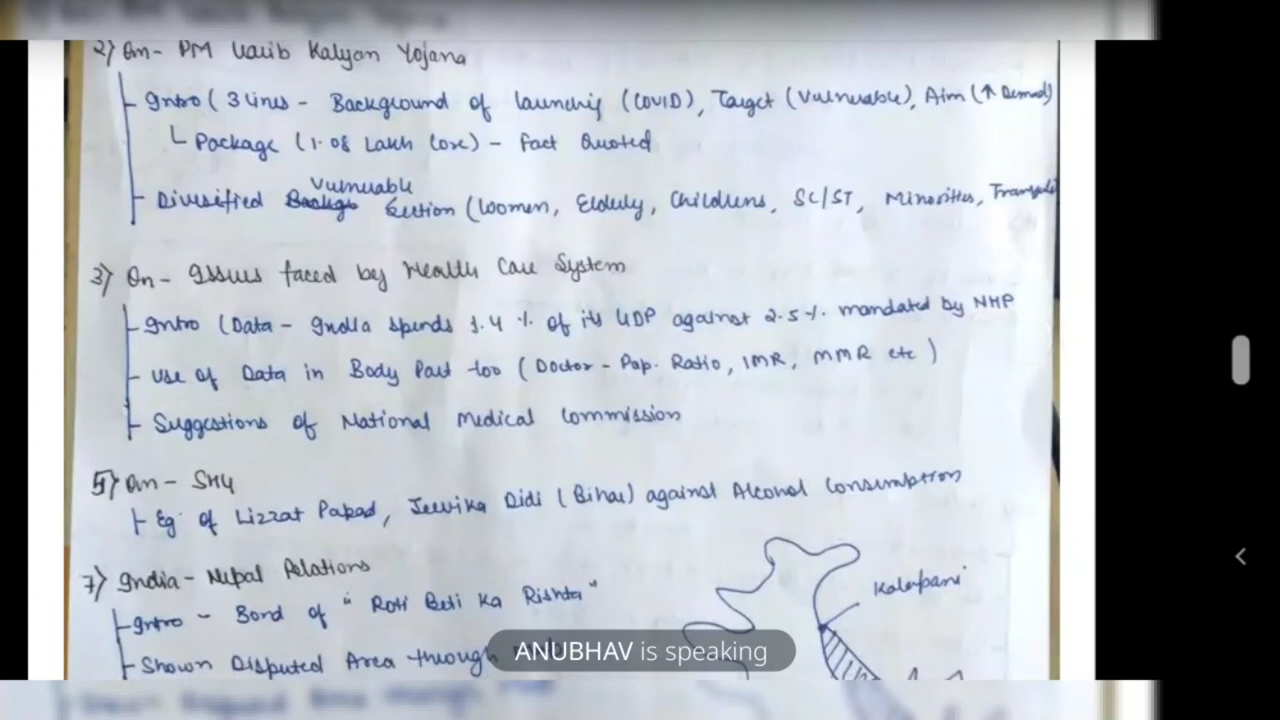 2) Qn - PM Garib Kalyan Yojana
Intro (3 lines - Background of launching (COVID), Target (Vulnerable), Aim (↑ Demand)
Package (1.08 Lakh Crore) - Fact Quoted
Vulnerable
Diversified Section (Women, Elderly, Childrens, SC/ST, Minorities,
3) Qn - Issues faced by Health Care System
Intro (Data - India spends 1.4 % of its GDP against 2.5 % mandated by NHP
Use of Data in Body Part too (Doctor - Pop. Ratio, IMR, MMR etc)
Suggestions of National Medical Commission
5) Qn - SHG
Eg. of Lizzat Papad, Jeevika Didi (Bihar) against Alcohol Consumption
7) India - Nepal Relations
Intro - Bond of "Roti Beti Ka Rishta"
Kalapani
Shown Disputed Area through
ANUBHAV is speaking